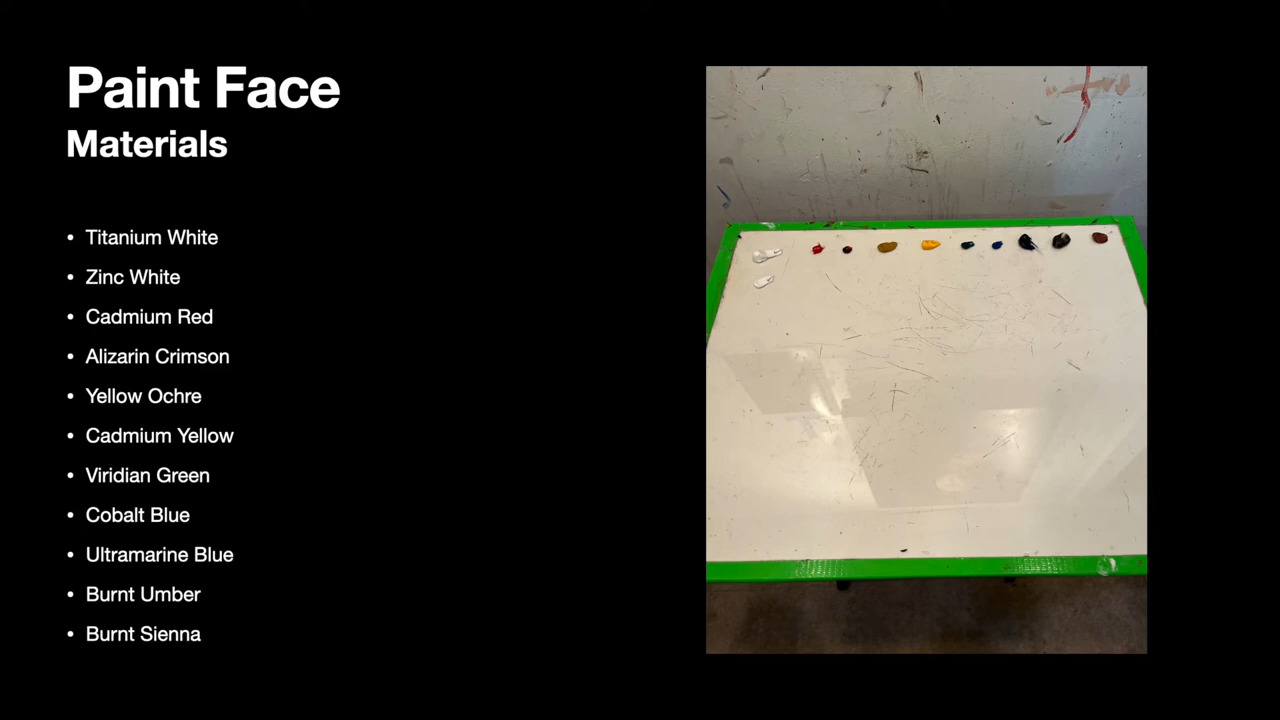 Paint Face
Materials
• Titanium White
• Zinc White
• Cadmium Red
• Alizarin Crimson
• Yellow Ochre
• Cadmium Yellow
• Viridian Green
• Cobalt Blue
• Ultramarine Blue
• Burnt Umber
• Burnt Sienna